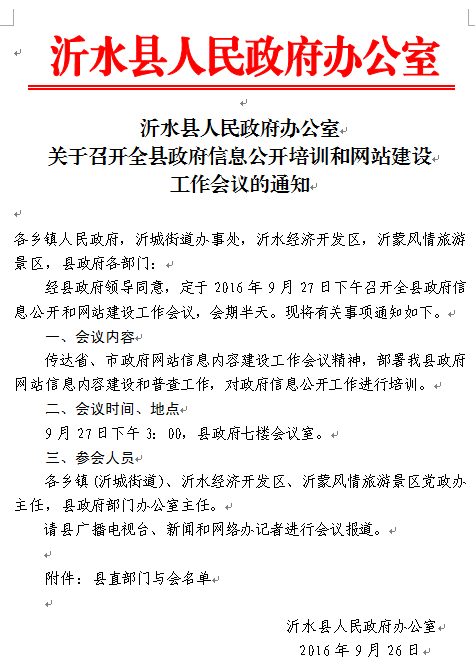 沂水县人民政府办公室
沂水县人民政府办公室
关于召开全县政府信息公开培训和网站建设
工作会议的通知
各乡镇人民政府，沂城街道办事处，沂水经济开发区，沂蒙风情旅游
景区，县政府各部门：
经县政府领导同意，定于 2016 年 9 月 27 日下午召开全县政府信
息公开和网站建设工作会议，会期半天。现将有关事项通知如下。
一、会议内容
传达省、市政府网站信息内容建设工作会议精神，部署我县政府
网站信息内容建设和普查工作，对政府信息公开工作进行培训。
二、会议时间、地点
9 月 27 日下午 3：00，县政府七楼会议室。
三、参会人员
各乡镇（沂城街道）、沂水经济开发区、沂蒙风情旅游景区党政办
主任，县政府部门办公室主任。
请县广播电视台、新闻和网络办记者进行会议报道。
附件：县直部门与会名单
沂水县人民政府办公室
2016 年 9 月 26 日